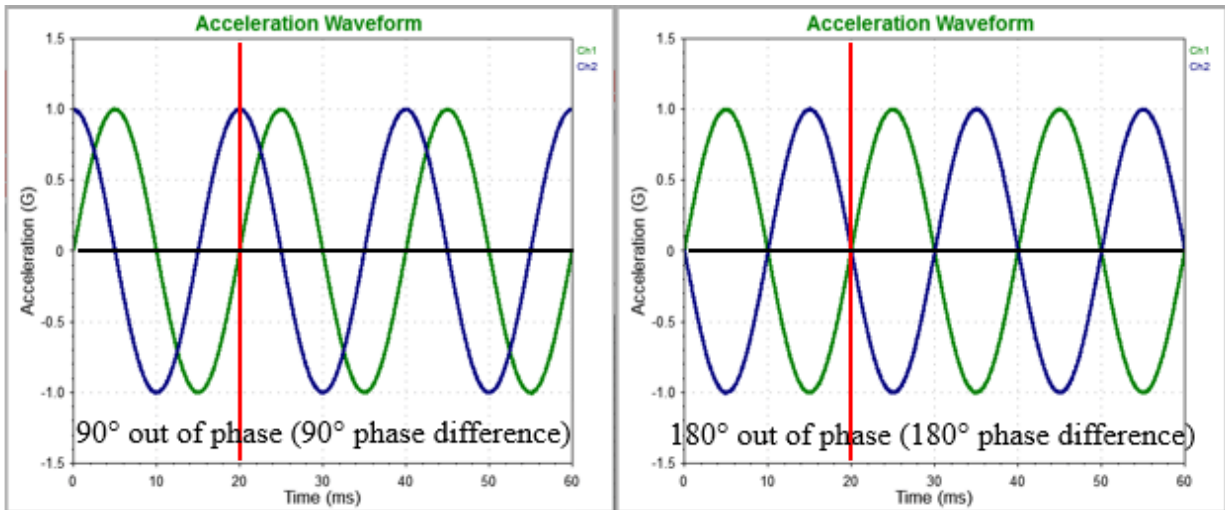 Acceleration Waveform
Ch1
Ch2
1.5
1.0
0.5
0
-0.5
-1.0
-1.5
Acceleration (G)
90° out of phase (90° phase difference)
0 10 20 30 40 50 60
Time (ms)
Acceleration Waveform
Ch1
Ch2
1.5
1.0
0.5
0
-0.5
-1.0
-1.5
Acceleration (G)
180° out of phase (180° phase difference)
0 10 20 30 40 50 60
Time (ms)